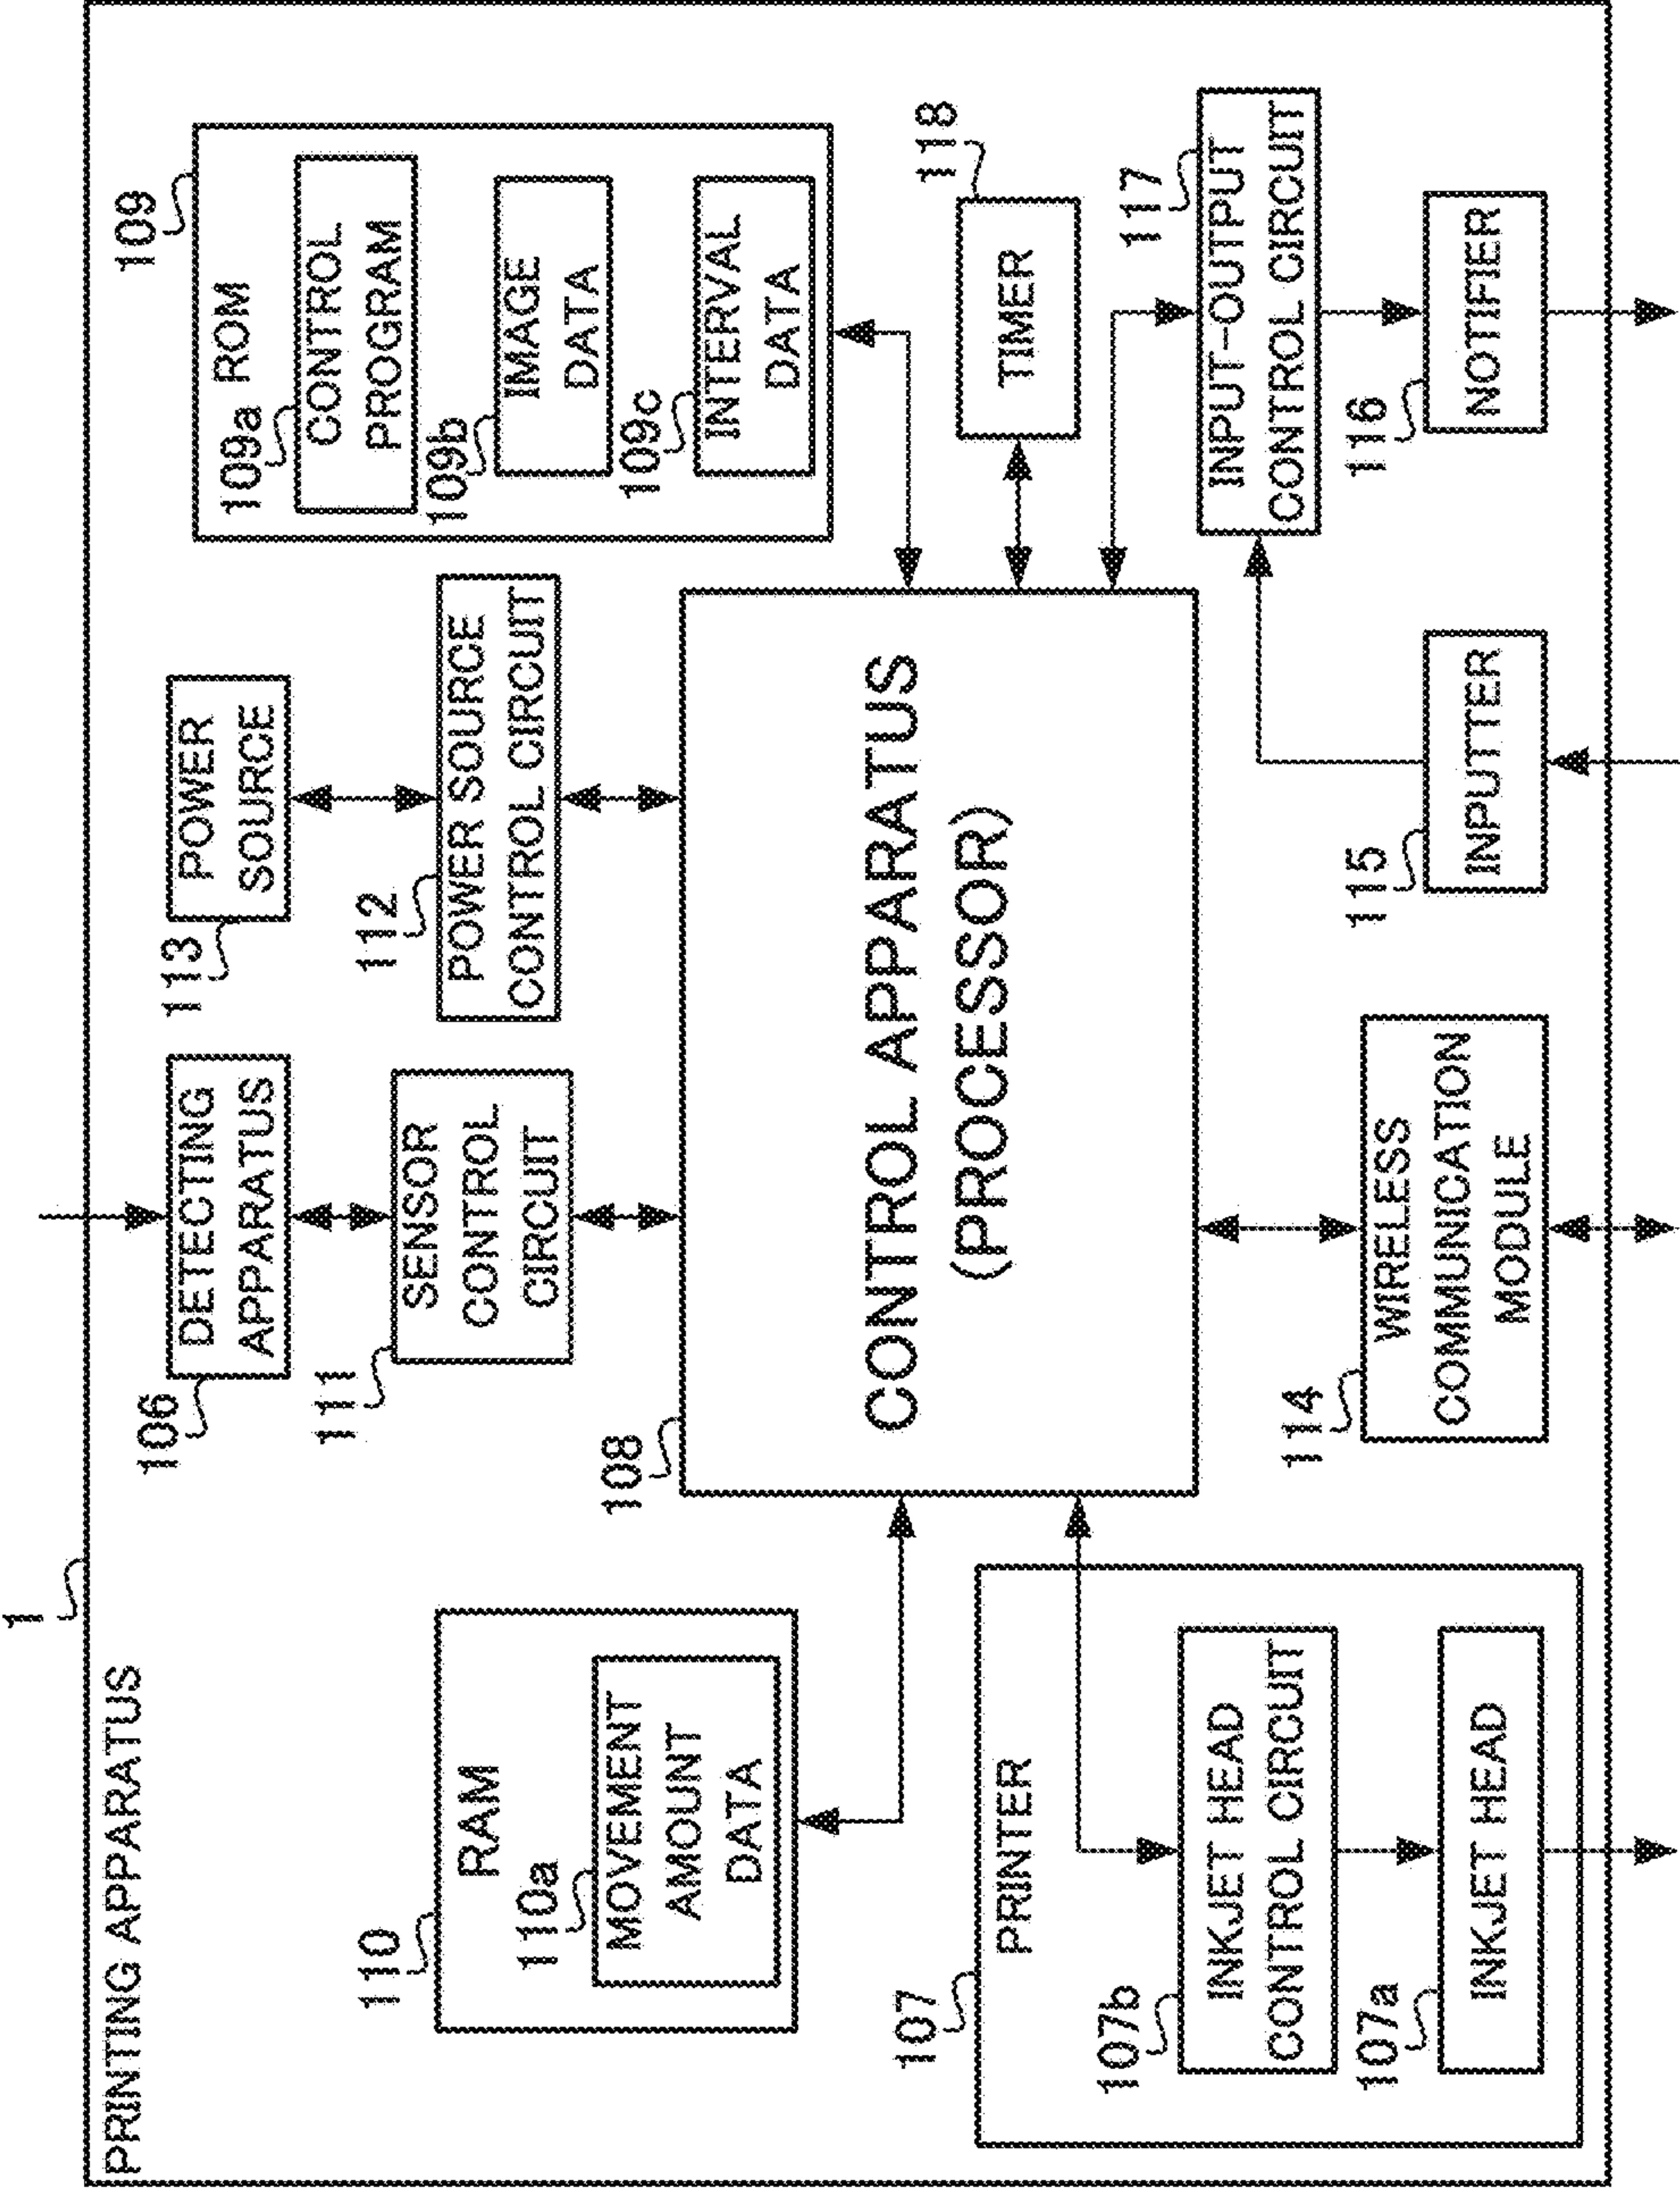 1
PRINTING APPARATUS
106
DETECTING
APPARATUS
113
POWER
SOURCE
109
ROM
109a
CONTROL
PROGRAM
109b
IMAGE
DATA
109c
INTERVAL
DATA
110
RAM
110a
MOVEMENT
AMOUNT
DATA
111
SENSOR
CONTROL
CIRCUIT
112
POWER SOURCE
CONTROL CIRCUIT
108
CONTROL APPARATUS
(PROCESSOR)
118
TIMER
107
PRINTER
107b
INKJET HEAD
CONTROL CIRCUIT
107a
INKJET HEAD
114
WIRELESS
COMMUNICATION
MODULE
115
INPUTTER
117
INPUT-OUTPUT
CONTROL CIRCUIT
116
NOTIFIER